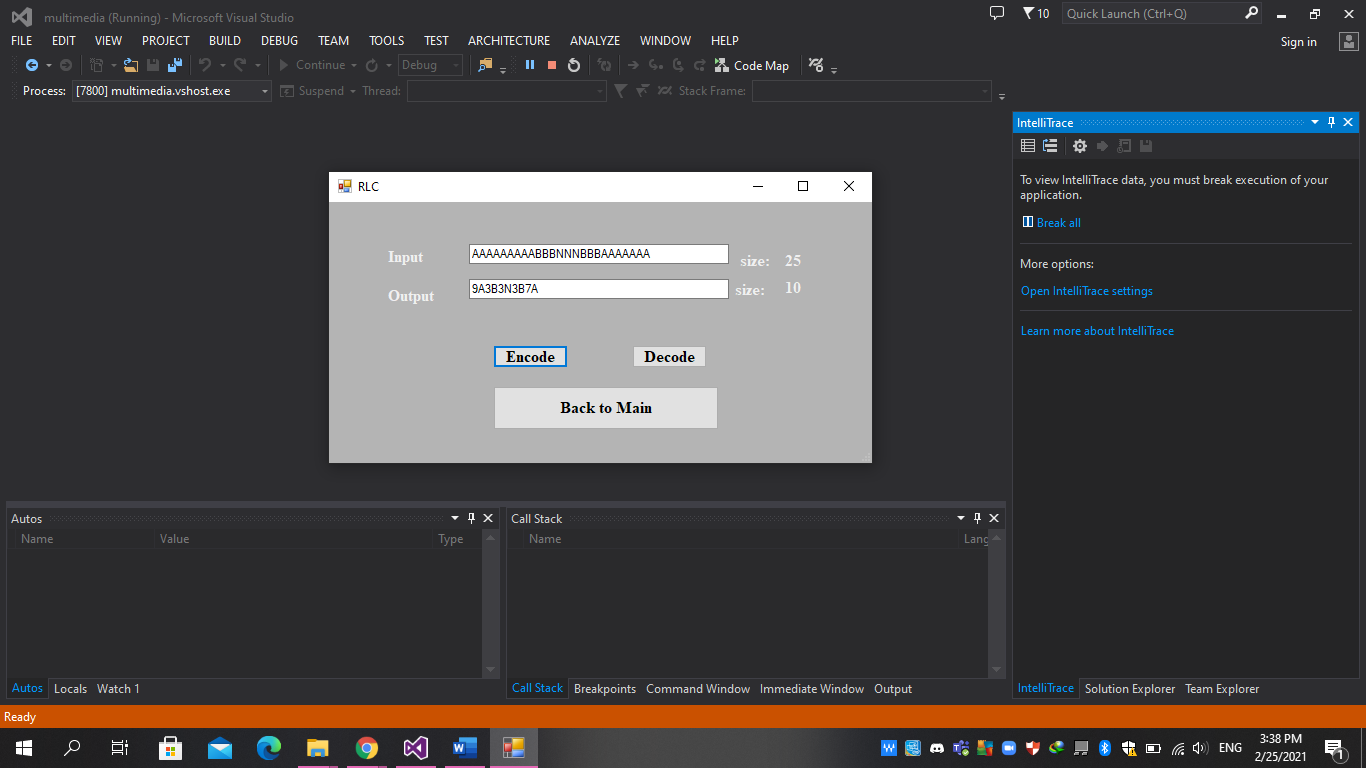 multimedia (Running) - Microsoft Visual Studio
10
Quick Launch (Ctrl+Q)
FILE EDIT VIEW PROJECT BUILD DEBUG TEAM TOOLS TEST ARCHITECTURE ANALYZE WINDOW HELP
Sign in
Continue Debug Code Map
Process: [7800] multimedia.vshost.exe Suspend Thread: Stack Frame:
IntelliTrace
To view IntelliTrace data, you must break execution of your
application.
Break all
More options:
Open IntelliTrace settings
Learn more about IntelliTrace
RLC
Input AAAAAAAAABBBNNNBBBAAAAAAA size: 25
Output 9A3B3N3B7A size: 10
Encode Decode
Back to Main
Autos
Name Value Type
Call Stack
Name Lang
Autos Locals Watch 1
Call Stack Breakpoints Command Window Immediate Window Output
IntelliTrace Solution Explorer Team Explorer
Ready
ENG
3:38 PM
2/25/2021
1